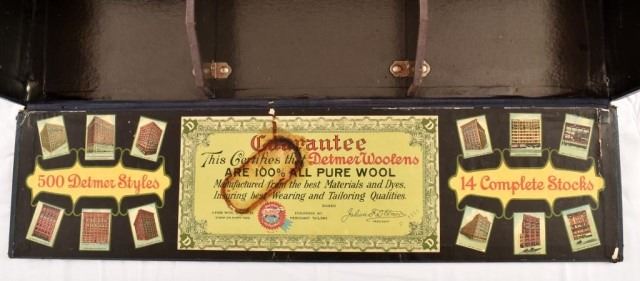 500 Detmer Styles
D
D
Guarantee
This Certifies that Detmer Woolens
ARE 100% ALL PURE WOOL
Manufactured from the best Materials and Dyes.
Insuring best Wearing and Tailoring Qualities.
D
D
14 Complete Stocks